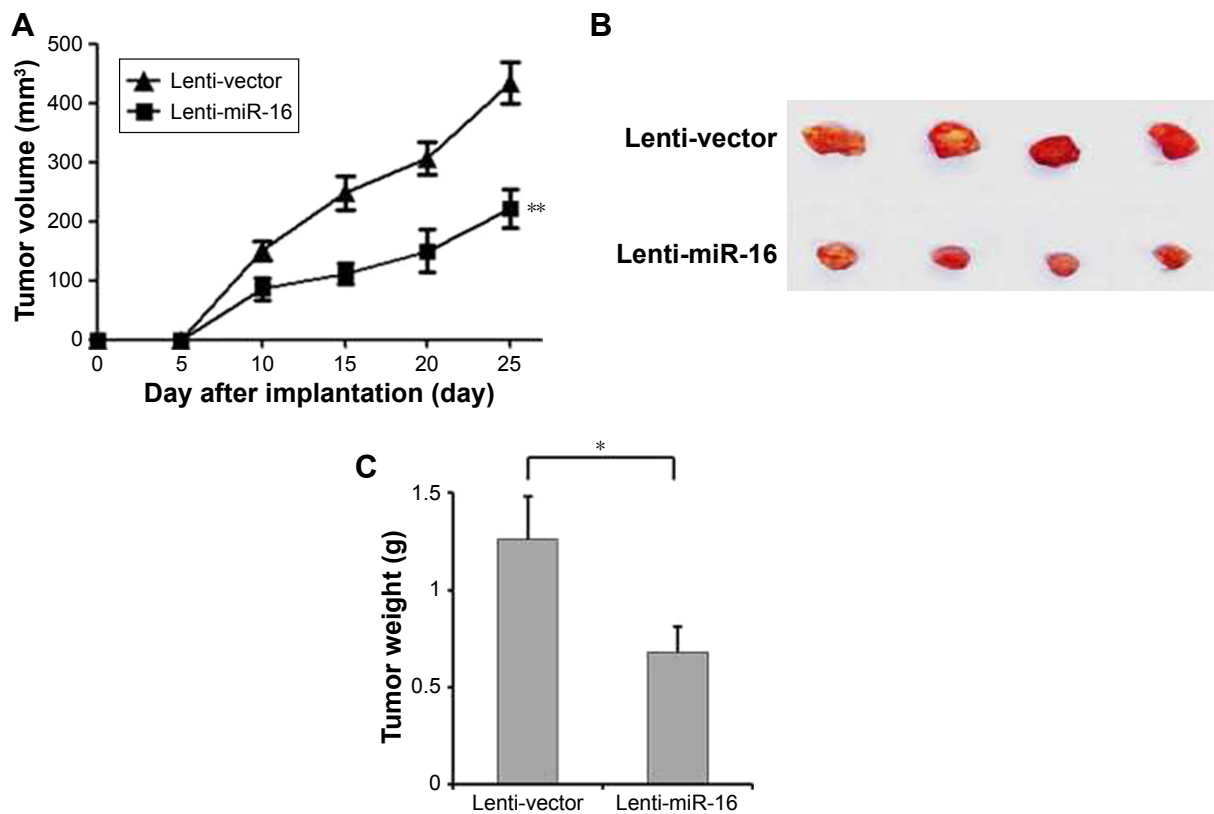 A
Tumor volume (mm³)
500
400
300
200
100
0
Lenti-vector
Lenti-miR-16
**
0 5 10 15 20 25
Day after implantation (day)
B
Lenti-vector
Lenti-miR-16
C
*
Tumor weight (g)
1.5
1
0.5
0
Lenti-vector Lenti-miR-16